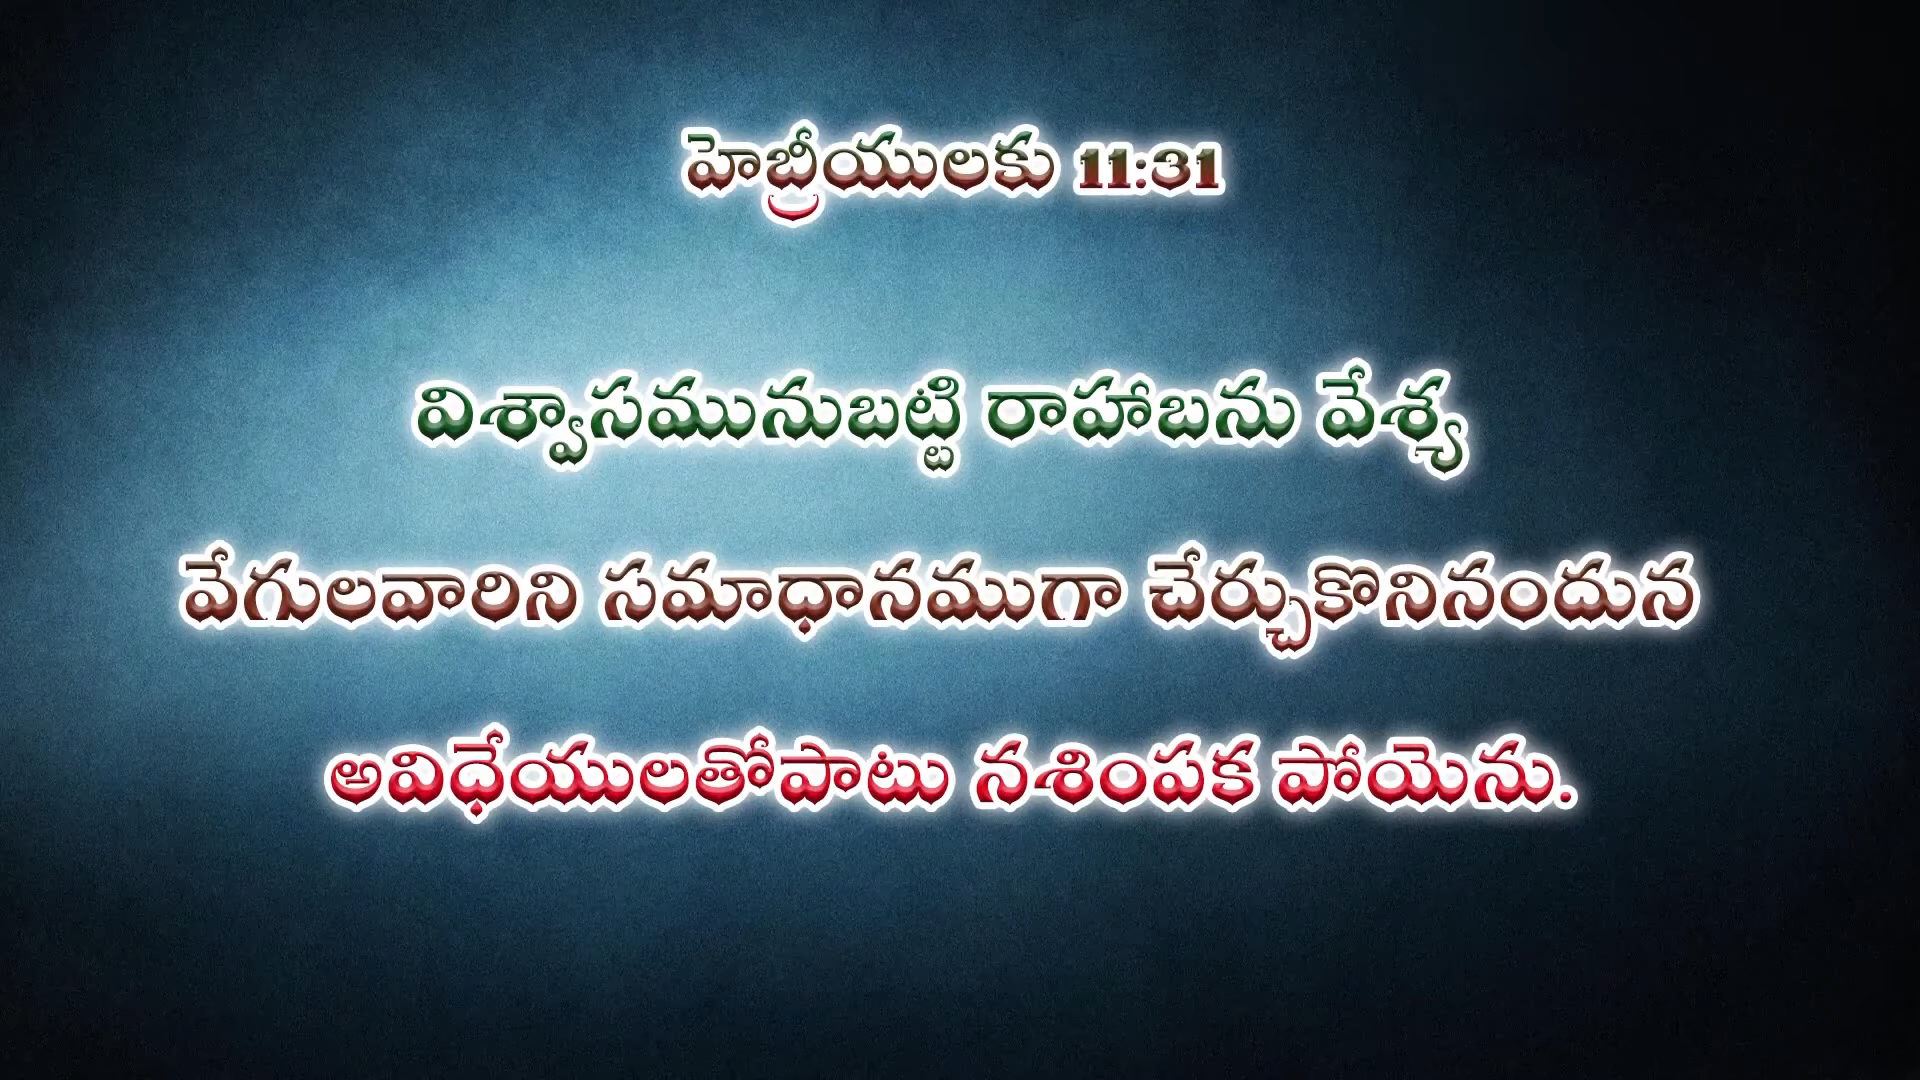 హెబ్రీయులకు 11:31
విశ్వాసమునుబట్టి రాహాబను వేశ్య
వేగులవారిని సమాధానముగా చేర్చుకొనినందున
అవిధేయులతోపాటు నశింపక పోయెను.